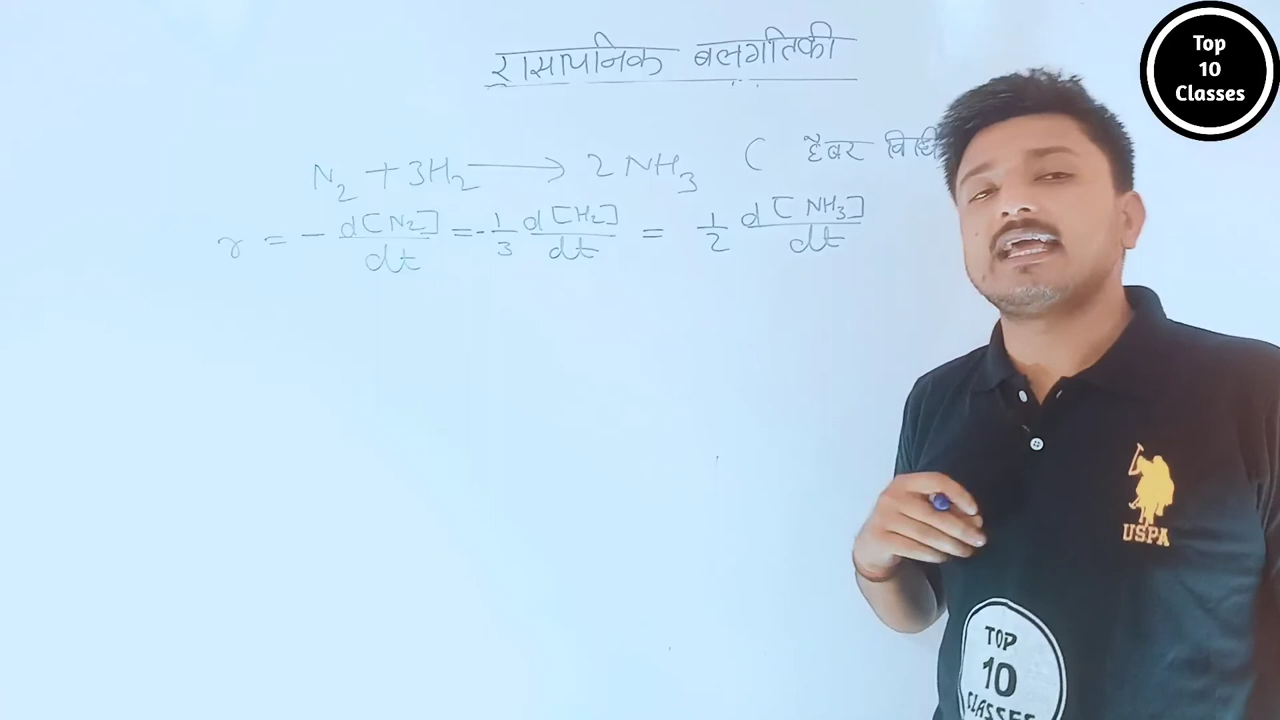 Top
10
Classes
रासायनिक बलगतिकी
N₂ + 3H₂ ⟶ 2NH₃ ( हैबर विधि
r = - d[N₂]/dt = - 1/3 d[H₂]/dt = 1/2 d[NH₃]/dt
USPA
TOP
10
CLASSES